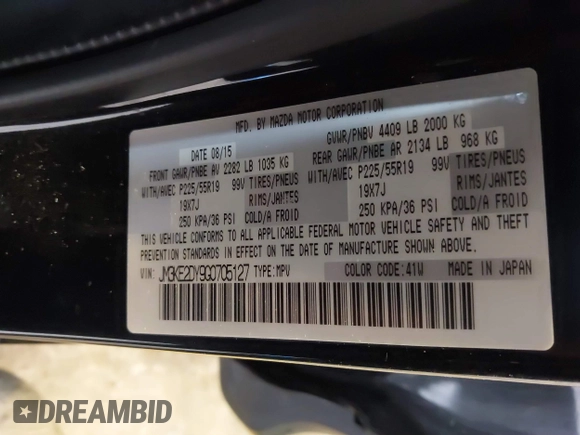 MFD. BY MAZDA MOTOR CORPORATION
DATE 08/15 GVWR/PNBV 4409 LB 2000 KG
FRONT GAWR/PNBE AV 2282 LB 1035 KG REAR GAWR/PNBE AR 2134 LB 968 KG
WITH/AVEC P225/55R19 99V TIRES/PNEUS WITH/AVEC P225/55R19 99V TIRES/PNEUS
19X7J RIMS/JANTES 19X7J RIMS/JANTES
250 KPA/36 PSI COLD/A FROID 250 KPA/36 PSI COLD/A FROID
THIS VEHICLE CONFORMS TO ALL APPLICABLE FEDERAL MOTOR VEHICLE SAFETY AND THEFT
PREVENTION STANDARDS IN EFFECT ON THE DATE OF MANUFACTURE SHOWN ABOVE.
VIN: JM3KE2DY9G0705127 TYPE:MPV COLOR CODE:41W MADE IN JAPAN
DREAMBID